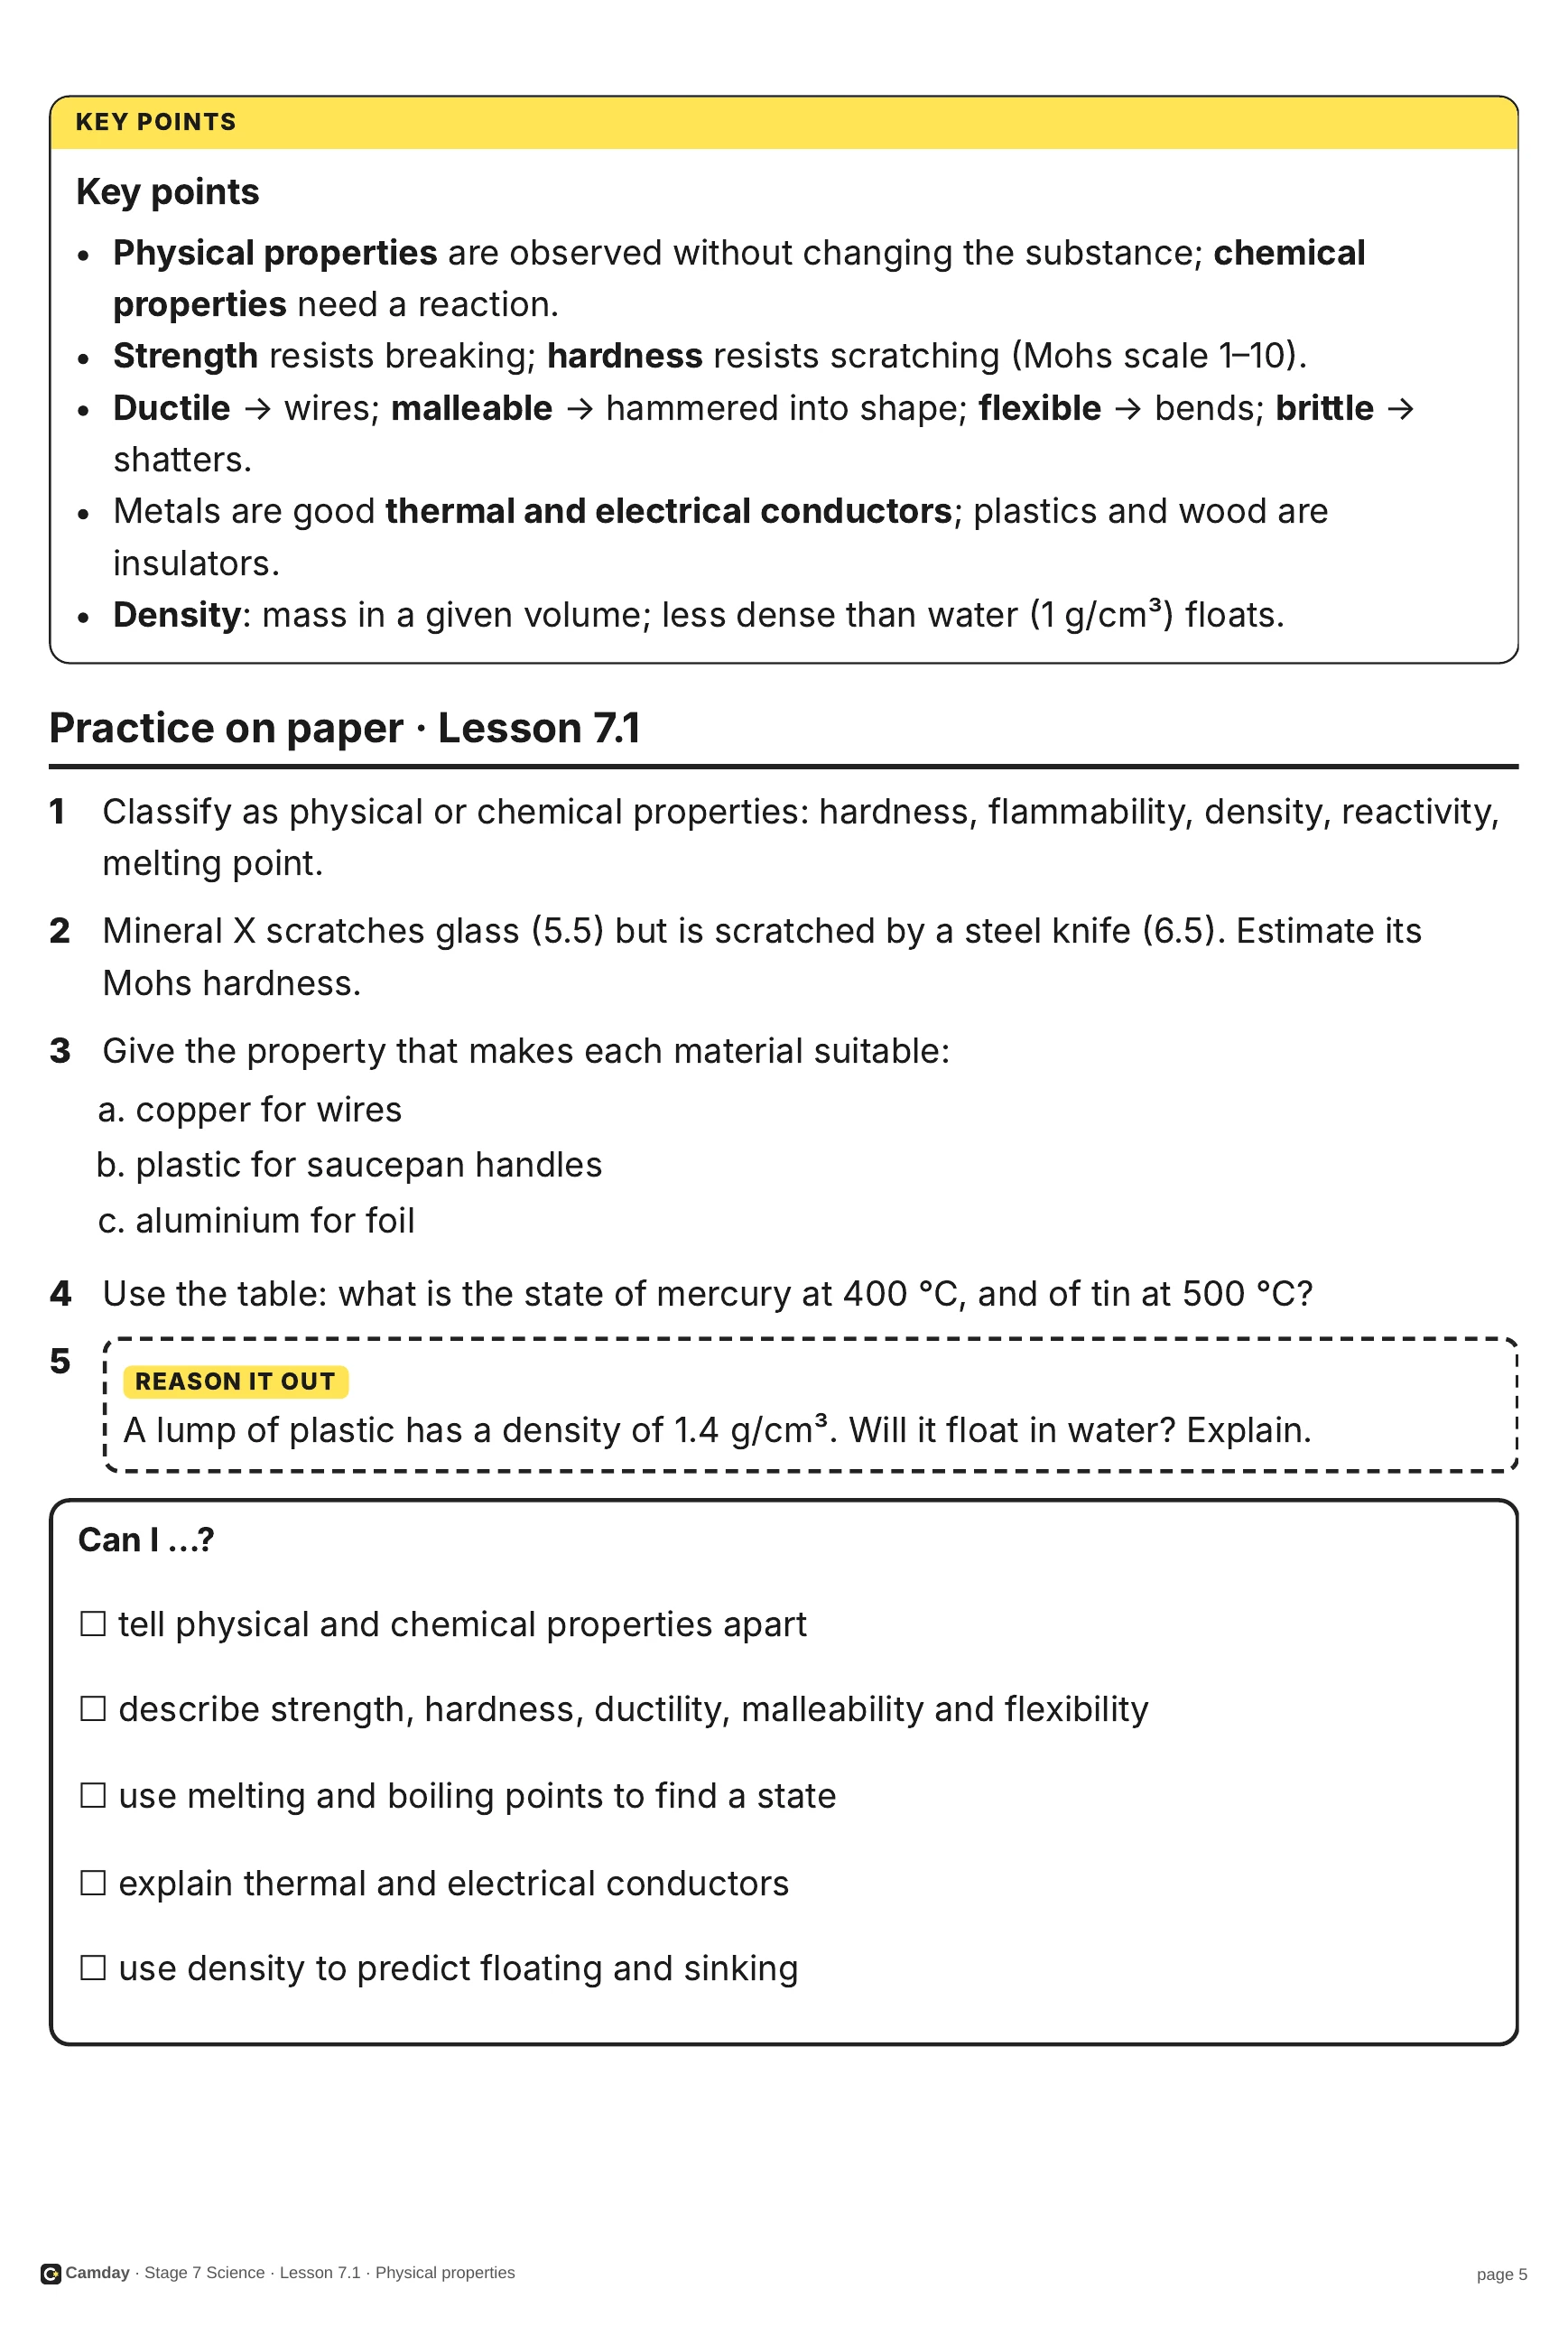 KEY POINTS
Key points
• Physical properties are observed without changing the substance; chemical
properties need a reaction.
• Strength resists breaking; hardness resists scratching (Mohs scale 1–10).
• Ductile → wires; malleable → hammered into shape; flexible → bends; brittle →
shatters.
• Metals are good thermal and electrical conductors; plastics and wood are
insulators.
• Density: mass in a given volume; less dense than water (1 g/cm³) floats.
Practice on paper · Lesson 7.1
1 Classify as physical or chemical properties: hardness, flammability, density, reactivity,
melting point.
2 Mineral X scratches glass (5.5) but is scratched by a steel knife (6.5). Estimate its
Mohs hardness.
3 Give the property that makes each material suitable:
a. copper for wires
b. plastic for saucepan handles
c. aluminium for foil
4 Use the table: what is the state of mercury at 400 °C, and of tin at 500 °C?
5 REASON IT OUT
A lump of plastic has a density of 1.4 g/cm³. Will it float in water? Explain.
Can I …?
☐ tell physical and chemical properties apart
☐ describe strength, hardness, ductility, malleability and flexibility
☐ use melting and boiling points to find a state
☐ explain thermal and electrical conductors
☐ use density to predict floating and sinking
Camday · Stage 7 Science · Lesson 7.1 · Physical properties
page 5